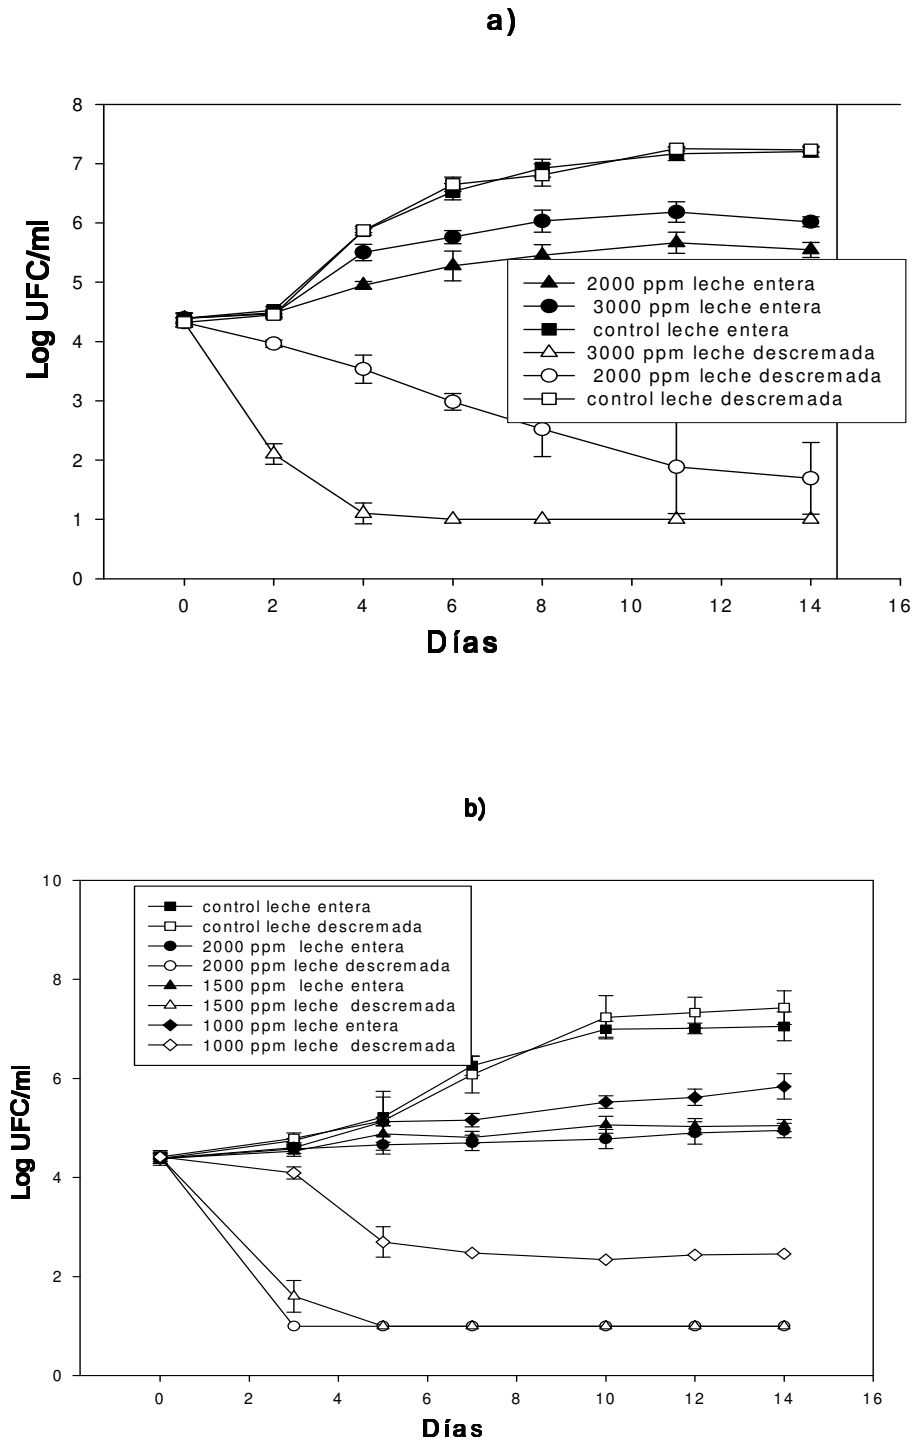 a)
8
7
6
5
4
3
2
1
0
Log UFC/ml
2000 ppm leche entera
3000 ppm leche entera
control leche entera
3000 ppm leche descremada
2000 ppm leche descremada
control leche descremada
0 2 4 6 8 10 12 14 16
Días
b)
10
8
6
4
2
0
Log UFC/ml
control leche entera
control leche descremada
2000 ppm leche entera
2000 ppm leche descremada
1500 ppm leche entera
1500 ppm leche descremada
1000 ppm leche entera
1000 ppm leche descremada
0 2 4 6 8 10 12 14 16
Días